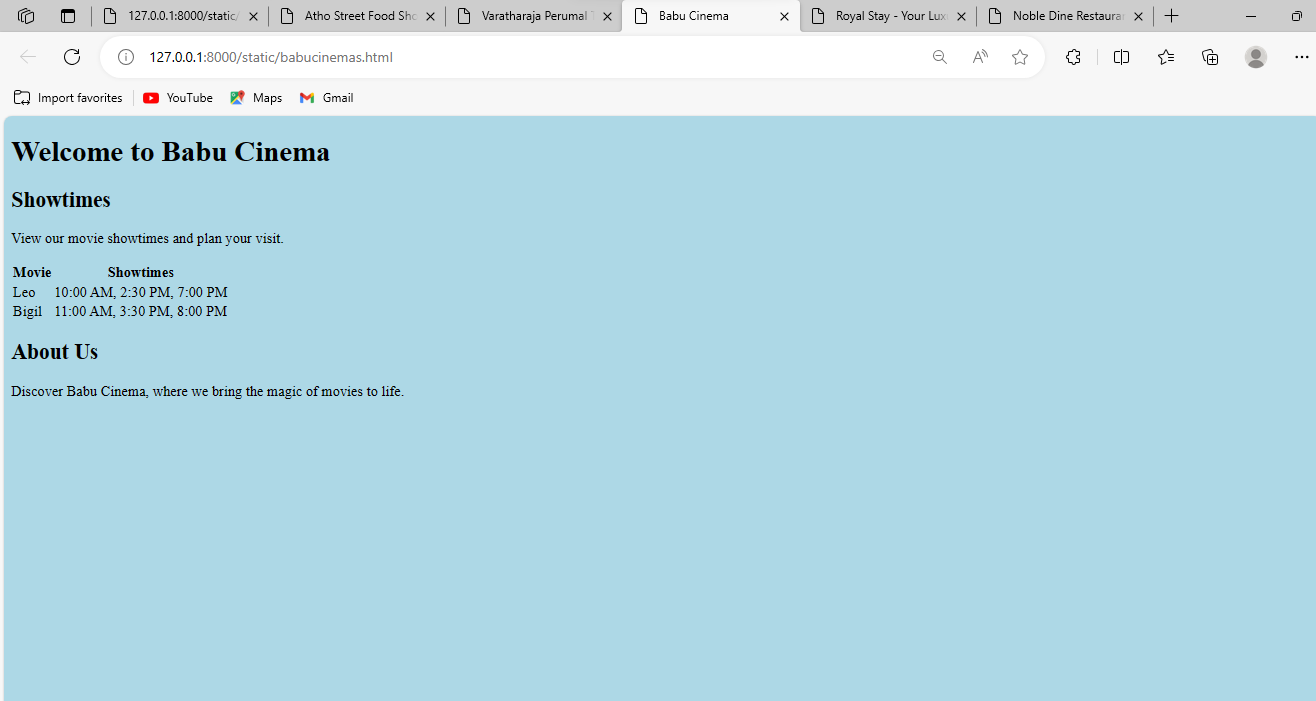 127.0.0.1:8000/static/ Atho Street Food Sho Varatharaja Perumal T Babu Cinema Royal Stay - Your Lux Noble Dine Restauran
127.0.0.1:8000/static/babucinemas.html
Import favorites YouTube Maps Gmail
Welcome to Babu Cinema
Showtimes
View our movie showtimes and plan your visit.
Movie Showtimes
Leo 10:00 AM, 2:30 PM, 7:00 PM
Bigil 11:00 AM, 3:30 PM, 8:00 PM
About Us
Discover Babu Cinema, where we bring the magic of movies to life.